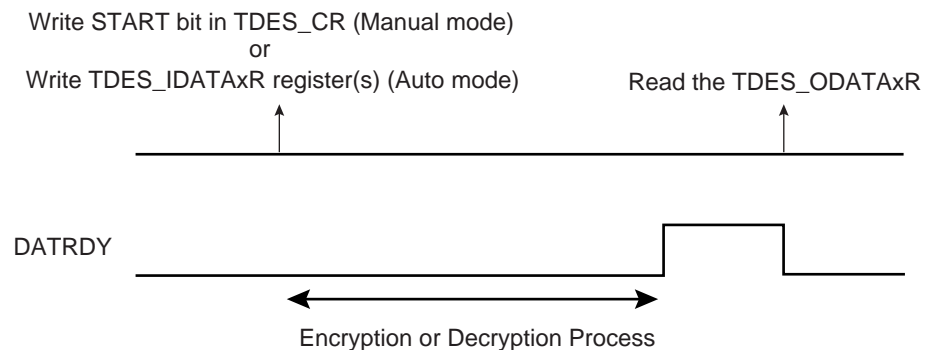 Write START bit in TDES_CR (Manual mode)
or
Write TDES_IDATAxR register(s) (Auto mode)
Read the TDES_ODATAxR
DATRDY
Encryption or Decryption Process